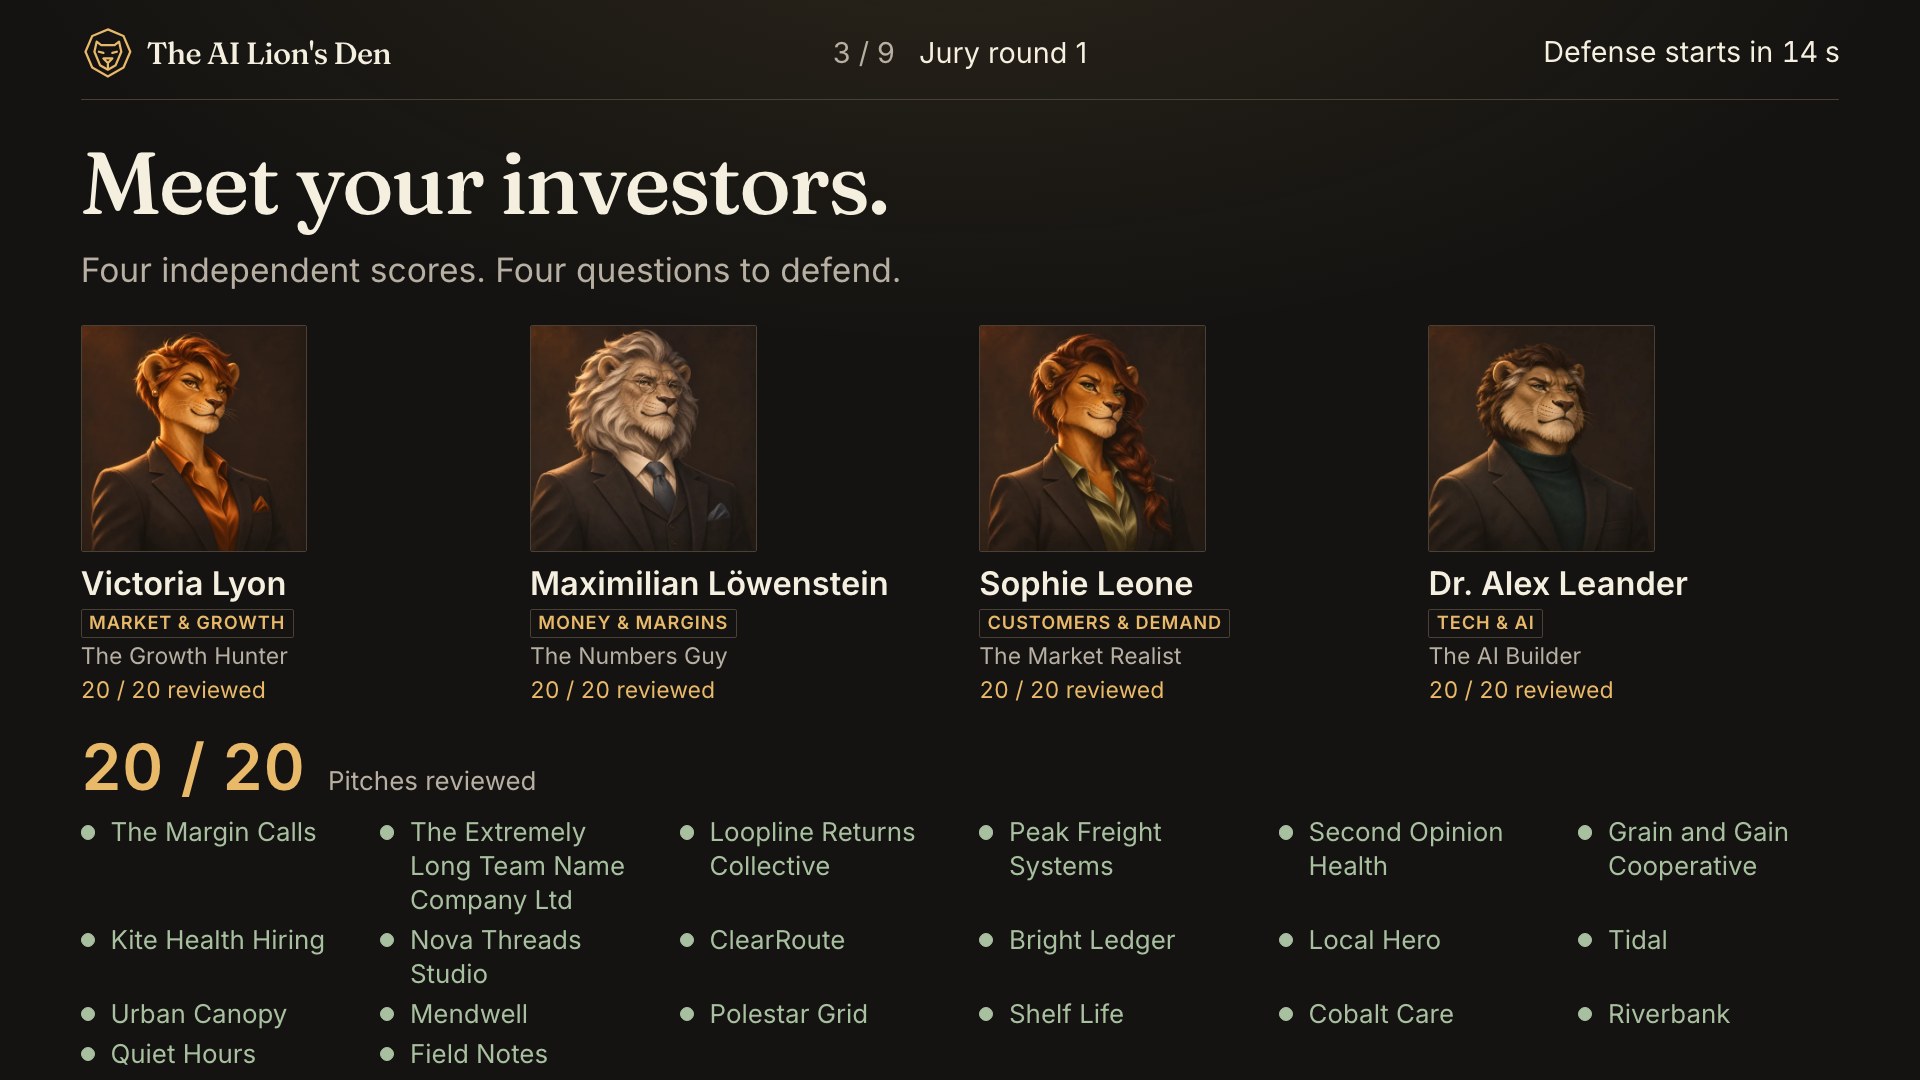 The AI Lion's Den
3 / 9 Jury round 1
Defense starts in 14 s
Meet your investors.
Four independent scores. Four questions to defend.
Victoria Lyon
MARKET & GROWTH
The Growth Hunter
20 / 20 reviewed
Maximilian Löwenstein
MONEY & MARGINS
The Numbers Guy
20 / 20 reviewed
Sophie Leone
CUSTOMERS & DEMAND
The Market Realist
20 / 20 reviewed
Dr. Alex Leander
TECH & AI
The AI Builder
20 / 20 reviewed
20 / 20 Pitches reviewed
The Margin Calls
The Extremely
Long Team Name
Company Ltd
Loopline Returns
Collective
Peak Freight
Systems
Second Opinion
Health
Grain and Gain
Cooperative
Kite Health Hiring
Nova Threads
Studio
ClearRoute
Bright Ledger
Local Hero
Tidal
Urban Canopy
Mendwell
Polestar Grid
Shelf Life
Cobalt Care
Riverbank
Quiet Hours
Field Notes